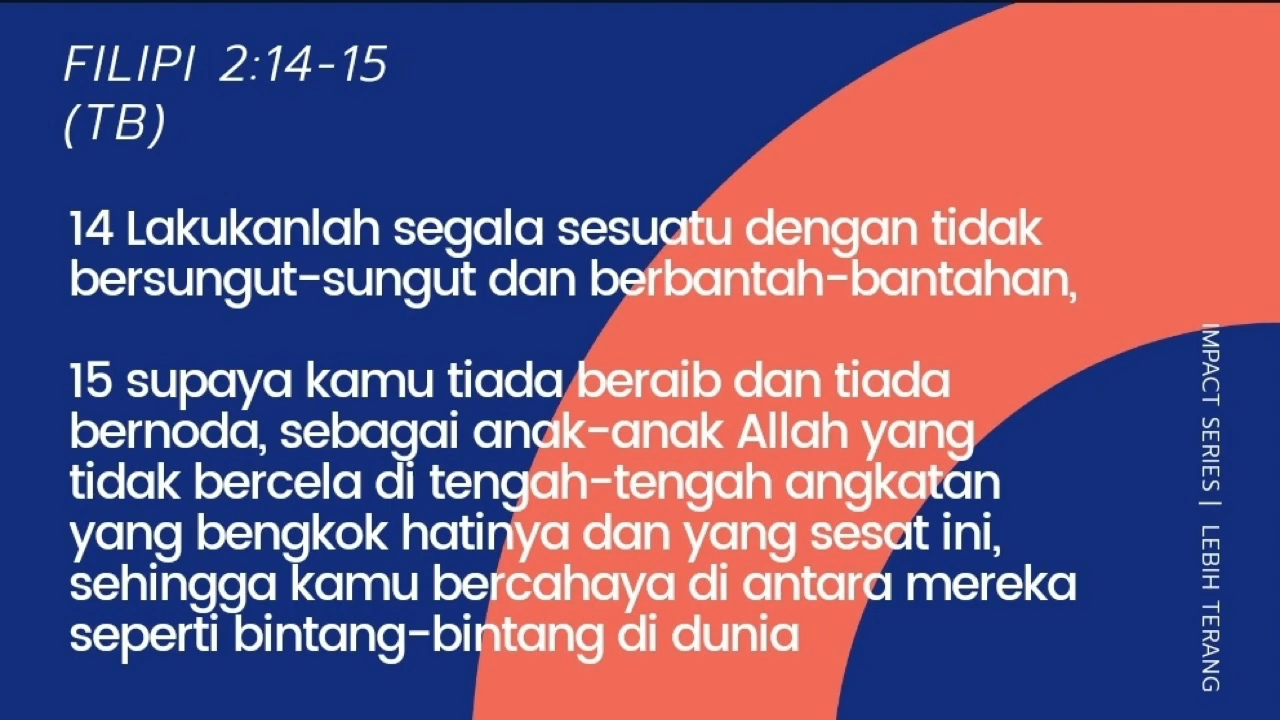 FILIPI 2:14-15
(TB)
14 Lakukanlah segala sesuatu dengan tidak
bersungut-sungut dan berbantah-bantahan,
15 supaya kamu tiada beraib dan tiada
bernoda, sebagai anak-anak Allah yang
tidak bercela di tengah-tengah angkatan
yang bengkok hatinya dan yang sesat ini,
sehingga kamu bercahaya di antara mereka
seperti bintang-bintang di dunia
IMPACT SERIES | LEBIH TERANG